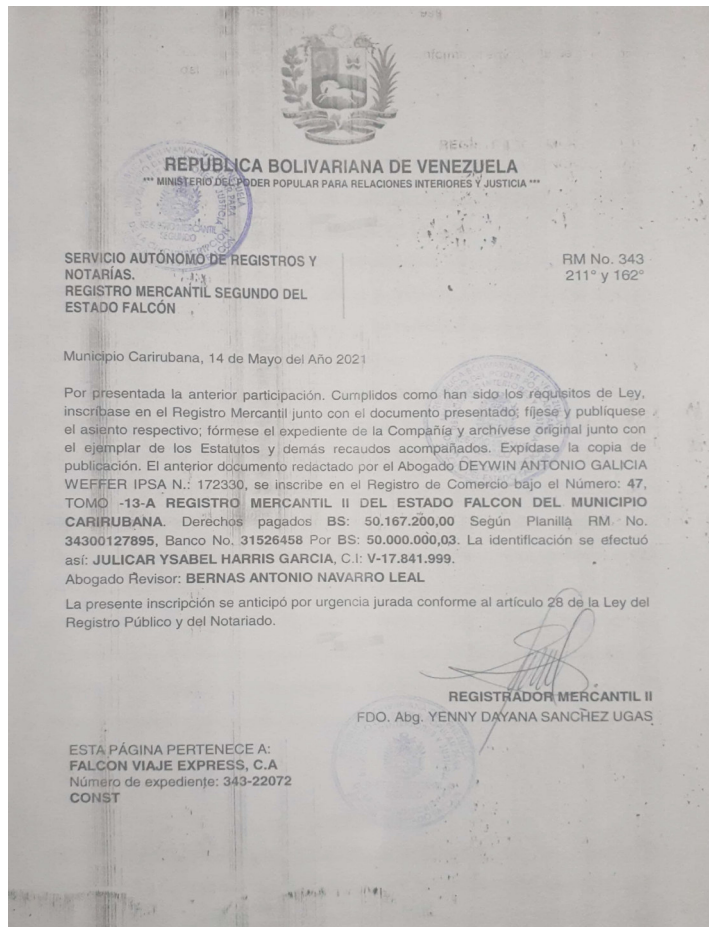 REPÚBLICA BOLIVARIANA DE VENEZUELA
*** MINISTERIO DEL PODER POPULAR PARA RELACIONES INTERIORES Y JUSTICIA ***
SERVICIO AUTÓNOMO DE REGISTROS Y
NOTARÍAS.
REGISTRO MERCANTIL SEGUNDO DEL
ESTADO FALCÓN
RM No. 343
211° y 162°
Municipio Carirubana, 14 de Mayo del Año 2021
Por presentada la anterior participación. Cumplidos como han sido los requisitos de Ley,
inscríbase en el Registro Mercantil junto con el documento presentado; fíjese y publíquese
el asiento respectivo; fórmese el expediente de la Compañía y archívese original junto con
el ejemplar de los Estatutos y demás recaudos acompañados. Expídase la copia de
publicación. El anterior documento redactado por el Abogado DEYWIN ANTONIO GALICIA
WEFFER IPSA N.: 172330, se inscribe en el Registro de Comercio bajo el Número: 47,
TOMO -13-A REGISTRO MERCANTIL II DEL ESTADO FALCON DEL MUNICIPIO
CARIRUBANA. Derechos pagados BS: 50.167.200,00 Según Planilla RM No.
34300127895, Banco No. 31526458 Por BS: 50.000.000,03. La identificación se efectuó
así: JULICAR YSABEL HARRIS GARCIA, C.I: V-17.841.999.
Abogado Revisor: BERNAS ANTONIO NAVARRO LEAL
La presente inscripción se anticipó por urgencia jurada conforme al artículo 28 de la Ley del
Registro Público y del Notariado.
REGISTRADOR MERCANTIL II
FDO. Abg. YENNY DAYANA SANCHEZ UGAS
ESTA PÁGINA PERTENECE A:
FALCON VIAJE EXPRESS, C.A
Número de expediente: 343-22072
CONST